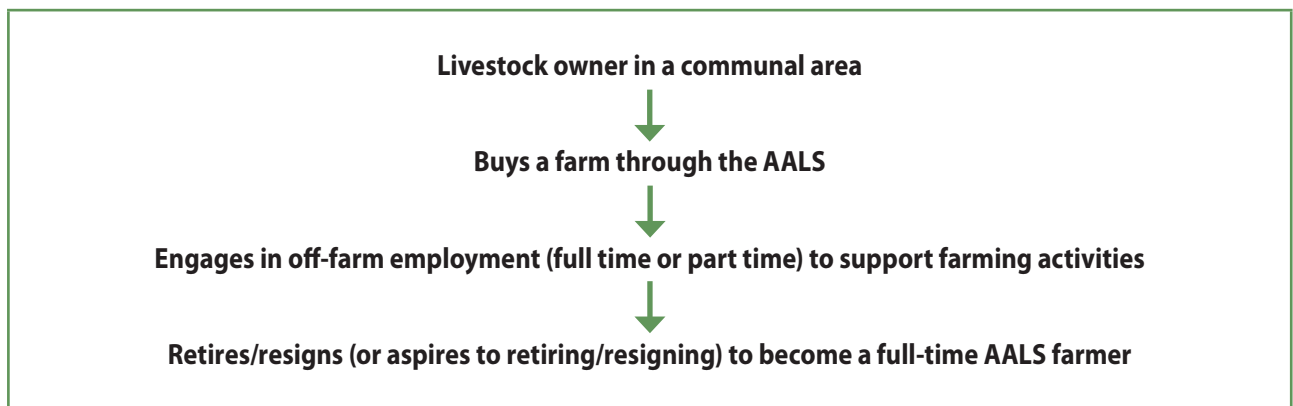 Livestock owner in a communal area
Buys a farm through the AALS
Engages in off-farm employment (full time or part time) to support farming activities
Retires/resigns (or aspires to retiring/resigning) to become a full-time AALS farmer